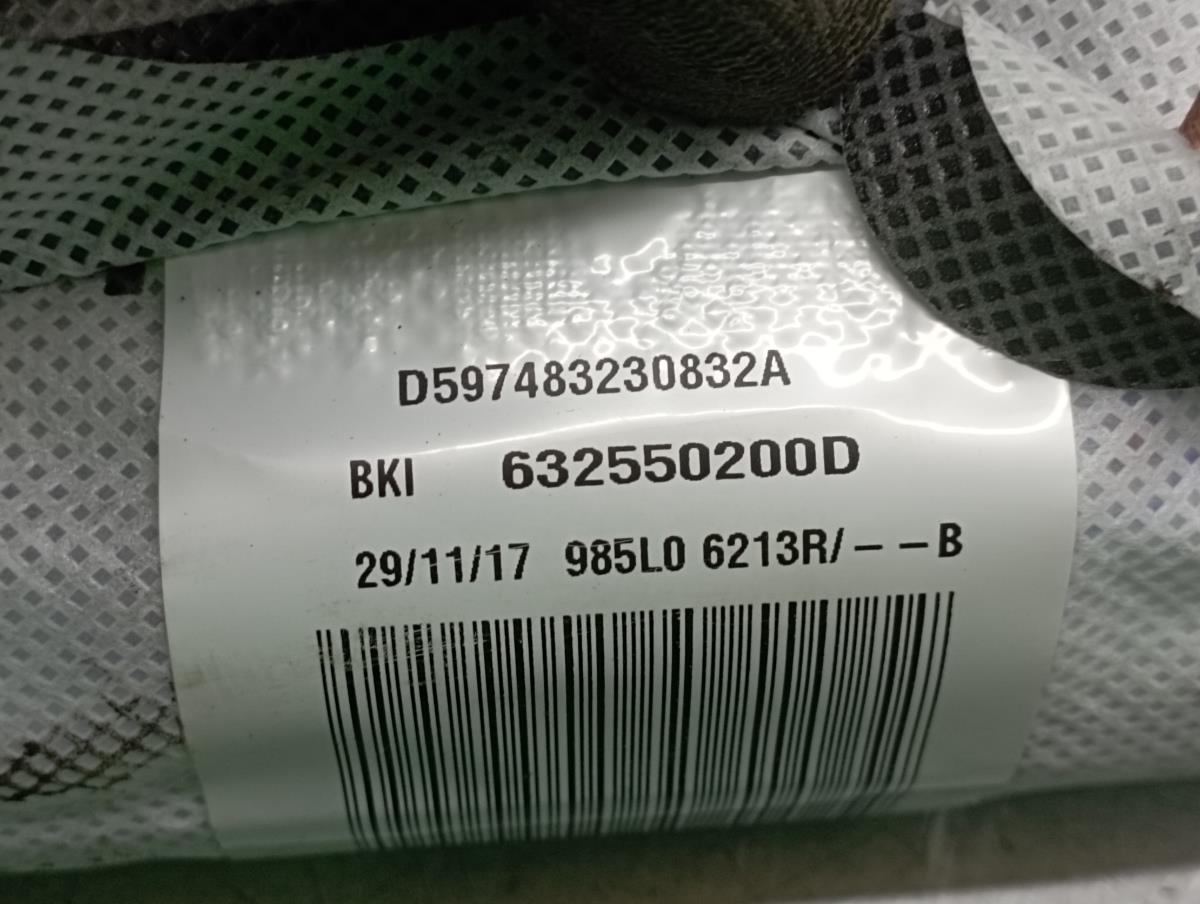 D597483230832A
BKI 632550200D
29/11/17 985L0 6213R/--B